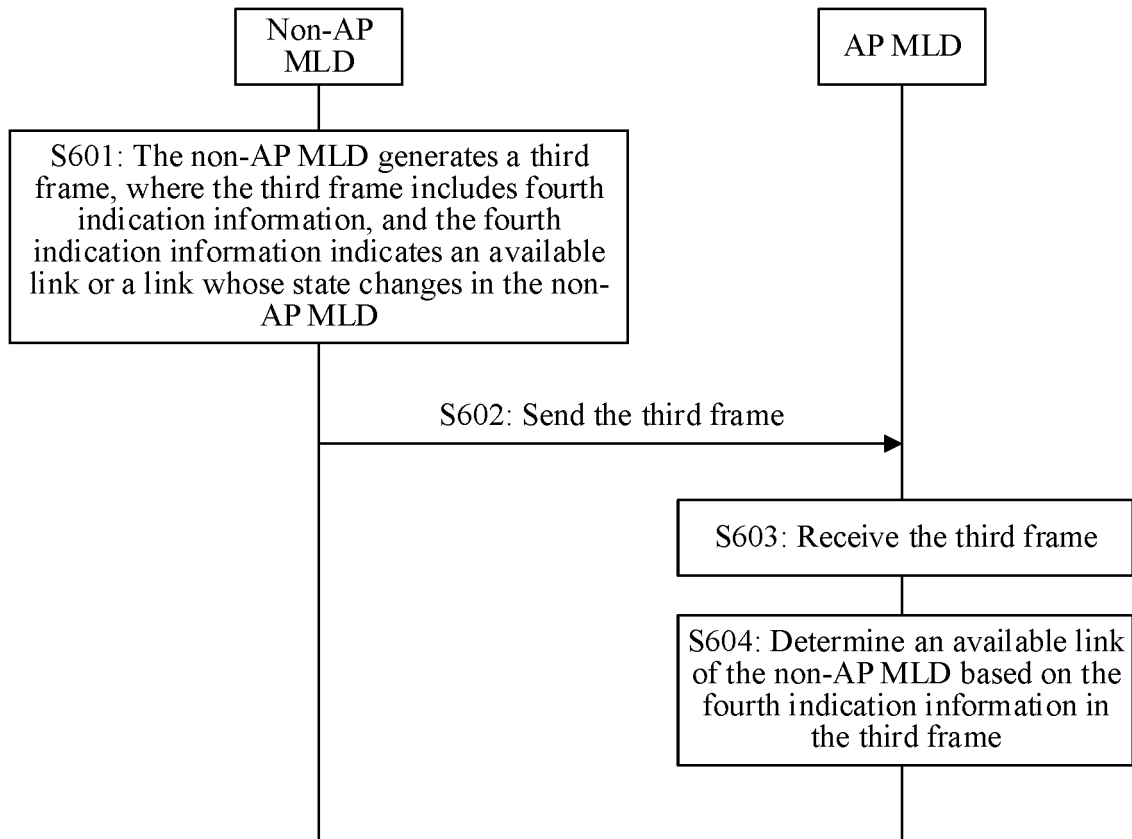 Non-AP
MLD
AP MLD
S601: The non-AP MLD generates a third
frame, where the third frame includes fourth
indication information, and the fourth
indication information indicates an available
link or a link whose state changes in the non-
AP MLD
S602: Send the third frame
S603: Receive the third frame
S604: Determine an available link
of the non-AP MLD based on the
fourth indication information in
the third frame